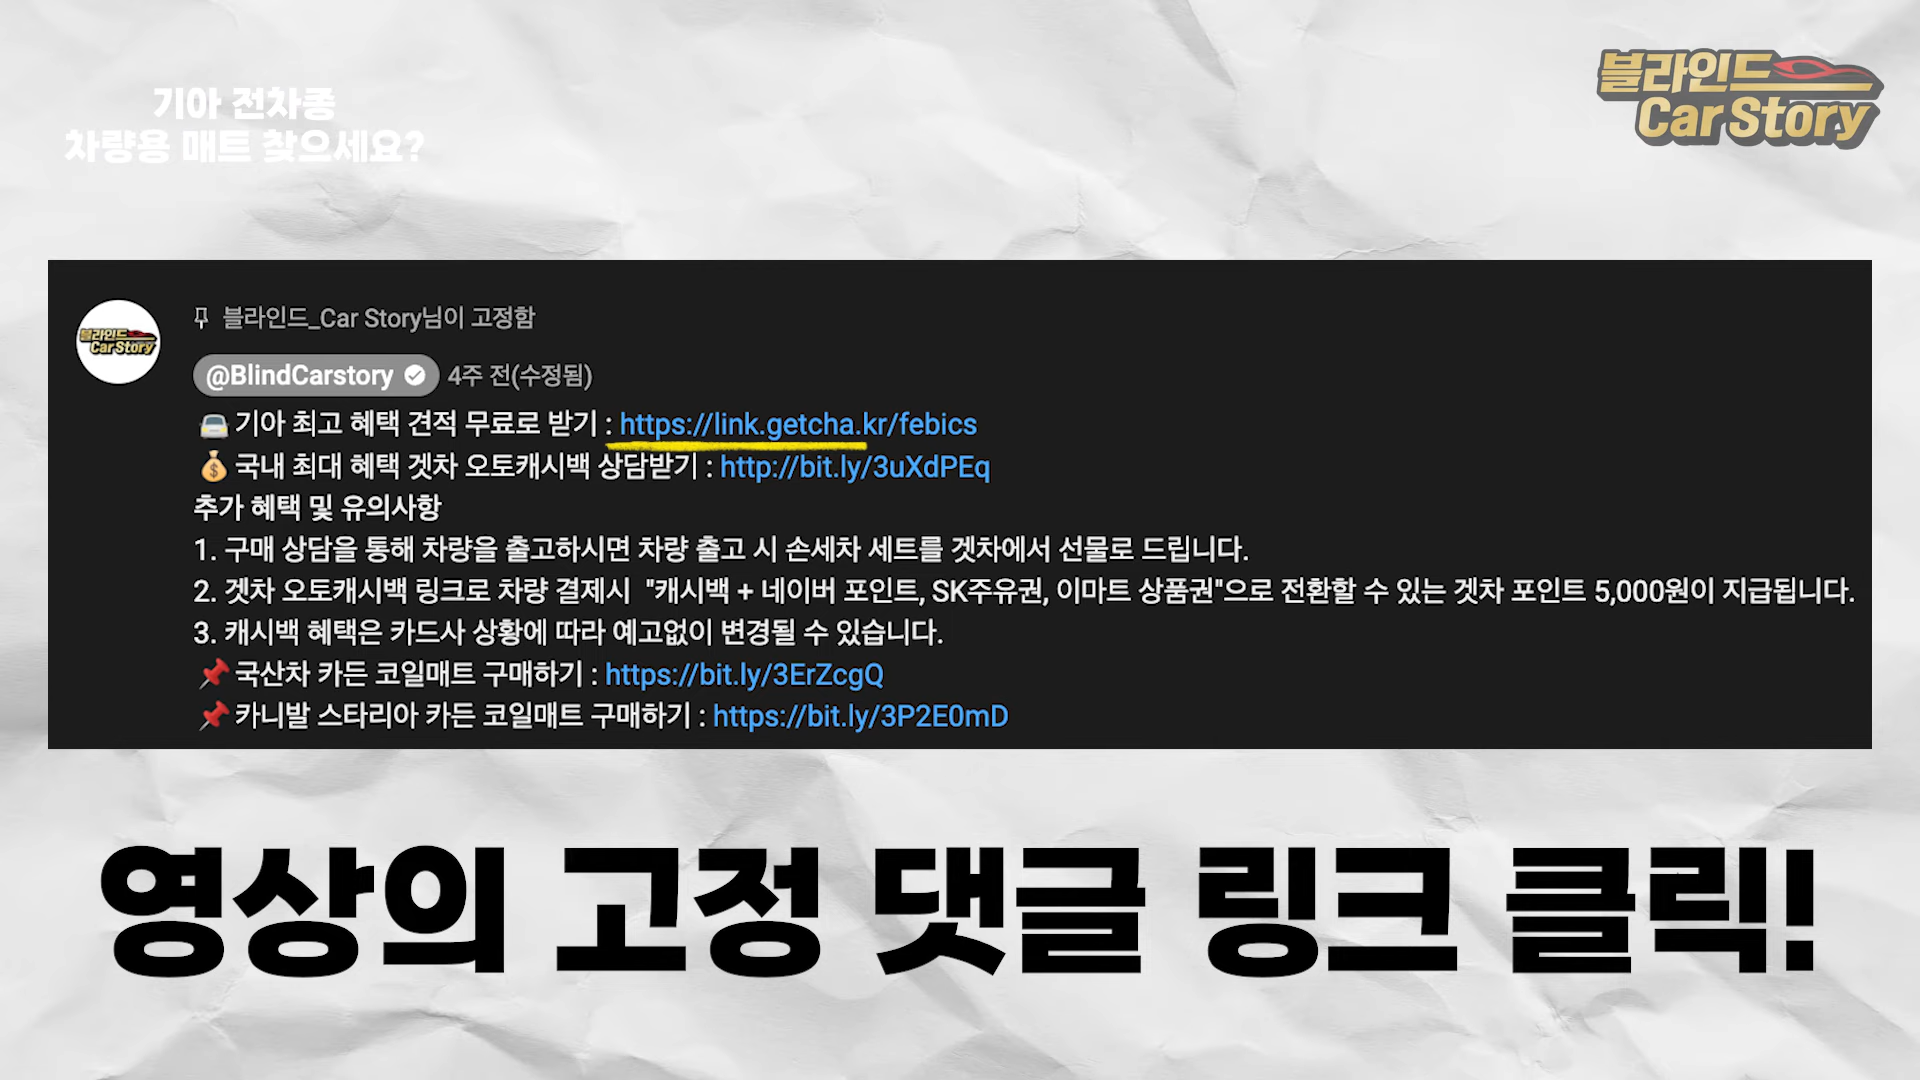 기아 전차종
차량용 매트 찾으세요?
블라인드
Car Story
블라인드
Car Story
블라인드_Car Story님이 고정함
@BlindCarstory 4주 전(수정됨)
기아 최고 혜택 견적 무료로 받기 : https://link.getcha.kr/febics
국내 최대 혜택 겟차 오토캐시백 상담받기 : http://bit.ly/3uXdPEq
추가 혜택 및 유의사항
1. 구매 상담을 통해 차량을 출고하시면 차량 출고 시 손세차 세트를 겟차에서 선물로 드립니다.
2. 겟차 오토캐시백 링크로 차량 결제시 "캐시백 + 네이버 포인트, SK주유권, 이마트 상품권"으로 전환할 수 있는 겟차 포인트 5,000원이 지급됩니다.
3. 캐시백 혜택은 카드사 상황에 따라 예고없이 변경될 수 있습니다.
국산차 카든 코일매트 구매하기 : https://bit.ly/3ErZcgQ
카니발 스타리아 카든 코일매트 구매하기 : https://bit.ly/3P2E0mD
영상의 고정 댓글 링크 클릭!